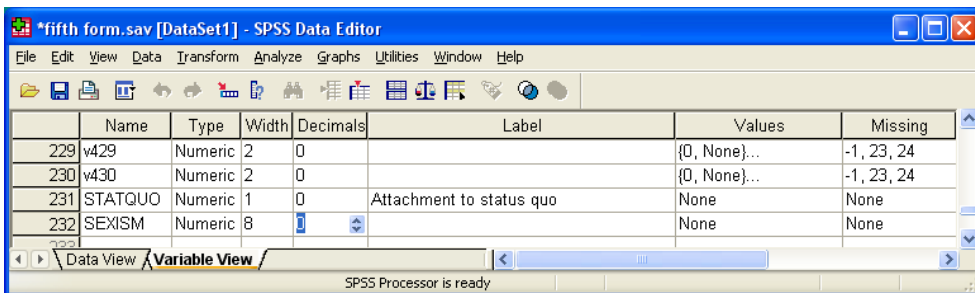 *fifth form.sav [DataSet1] - SPSS Data Editor
File Edit View Data Transform Analyze Graphs Utilities Window Help
Name Type Width Decimals Label Values Missing
229 v429 Numeric 2 0 {0, None}... -1, 23, 24
230 v430 Numeric 2 0 {0, None}... -1, 23, 24
231 STATQUO Numeric 1 0 Attachment to status quo None None
232 SEXISM Numeric 8 0 None None
Data View Variable View
SPSS Processor is ready